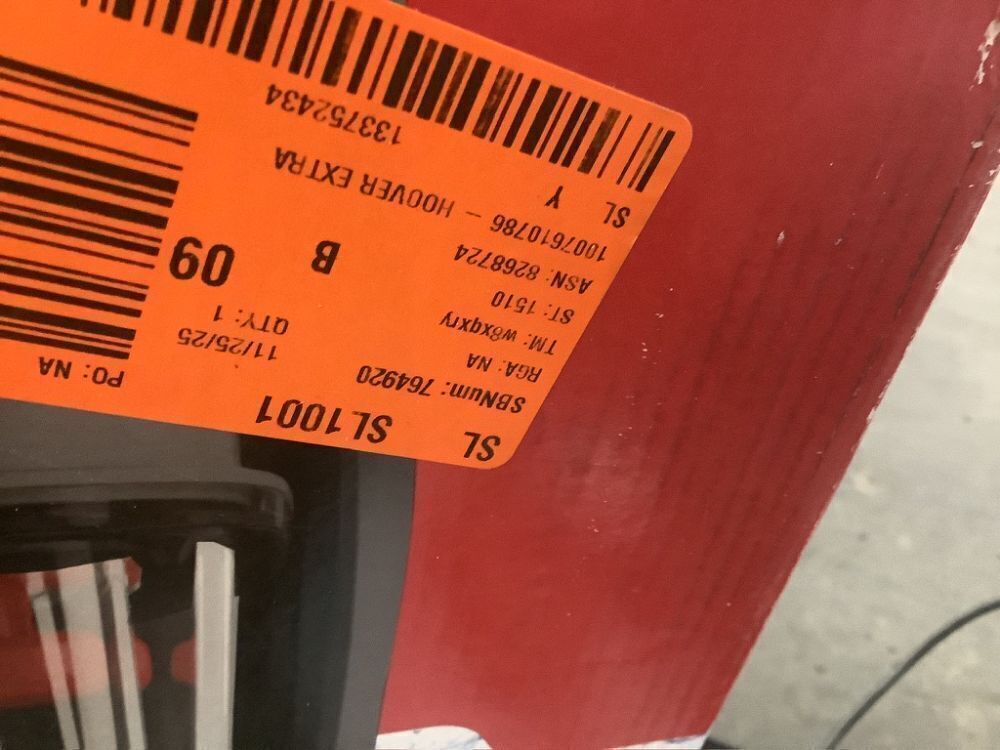 SL SL1001
SBNum: 764920
PO: NA
RGA: NA
11/25/25
TM: w8xqxry
QTY: 1
ST: 1510
ASN: 8268724
B
09
1007610786 – HOOVER EXTRA
SL Y
133752434